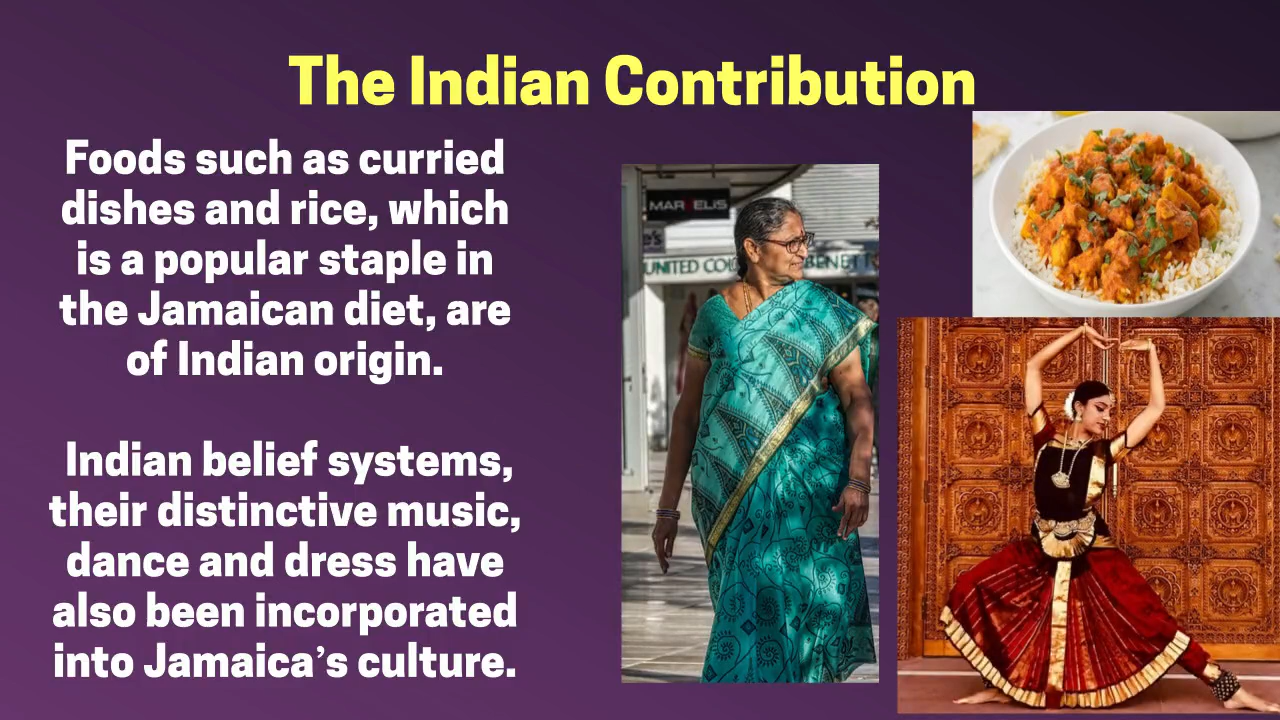 The Indian Contribution
Foods such as curried
dishes and rice, which
is a popular staple in
the Jamaican diet, are
of Indian origin.
Indian belief systems,
their distinctive music,
dance and dress have
also been incorporated
into Jamaica's culture.
UNITED